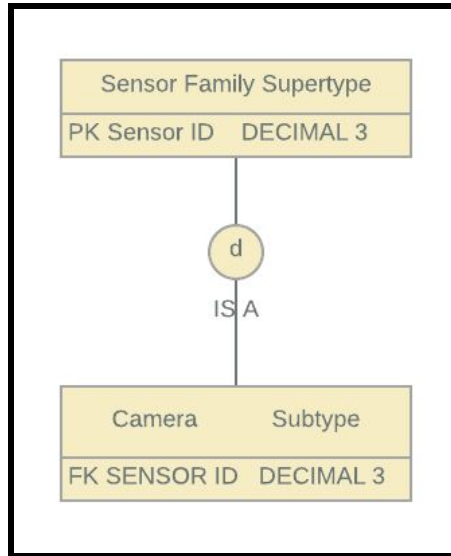 Sensor Family Supertype
PK Sensor ID DECIMAL 3
d
IS A
Camera Subtype
FK SENSOR ID DECIMAL 3